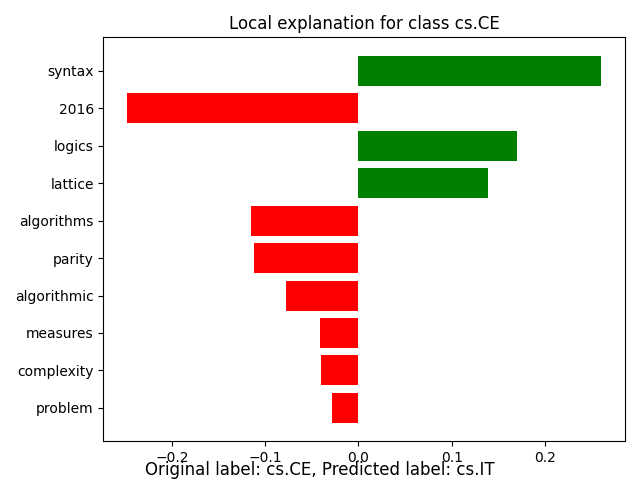 Local explanation for class cs.CE
syntax
2016
logics
lattice
algorithms
parity
algorithmic
measures
complexity
problem
−0.2 −0.1 0.0 0.1 0.2
Original label: cs.CE, Predicted label: cs.IT